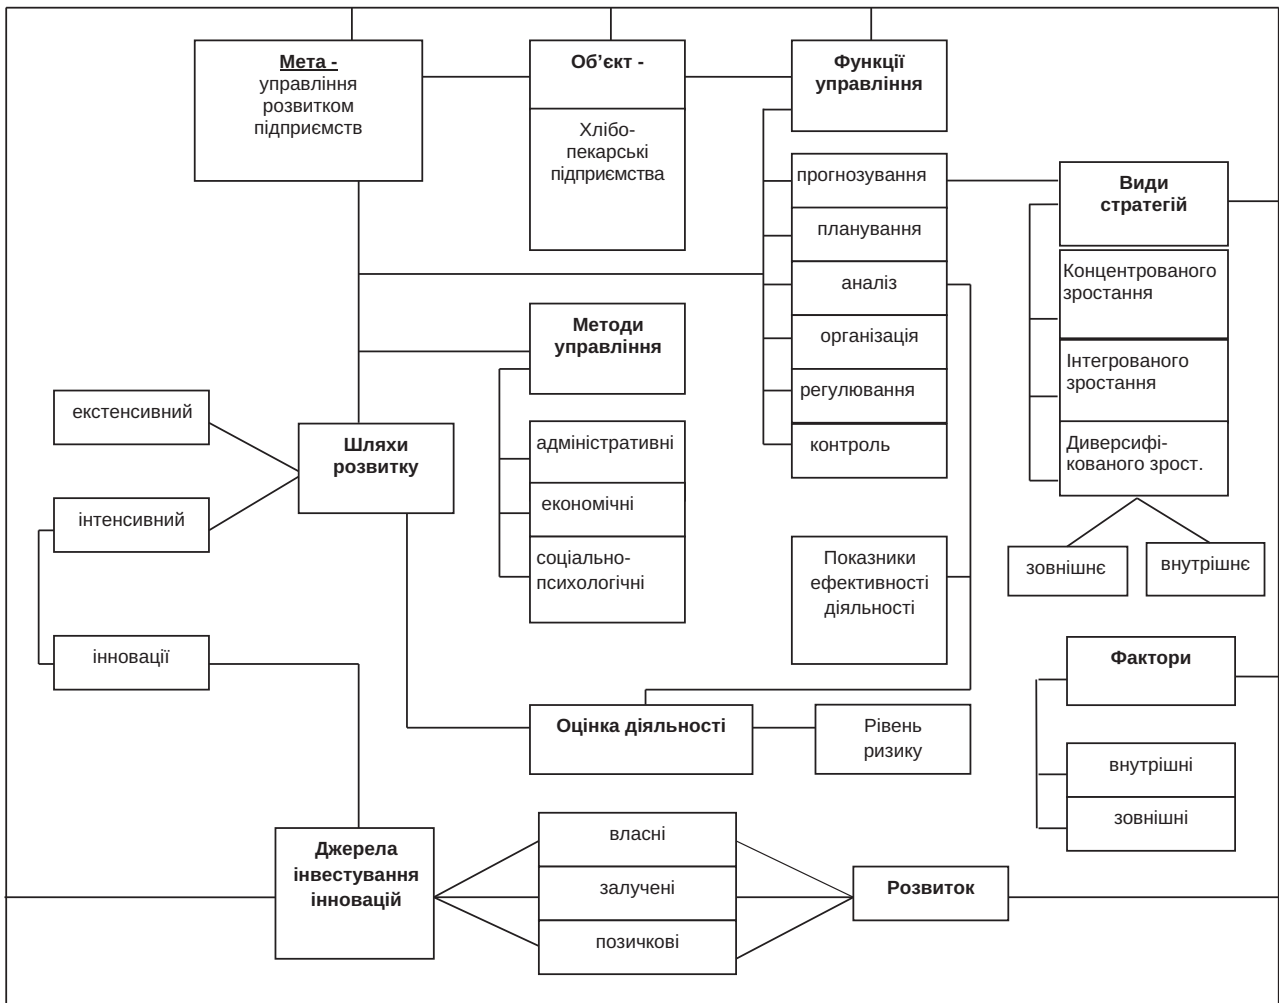 Мета -
управління
розвитком
підприємств
Об’єкт -
Хлібо-
пекарські
підприємства
Функції
управління
прогнозування
планування
аналіз
організація
регулювання
контроль
Види
стратегій
Концентрованого
зростання
Інтегрованого
зростання
Диверсифі-
кованого зрост.
зовнішнє
внутрішнє
Методи
управління
адміністративні
економічні
соціально-
психологічні
екстенсивний
Шляхи
розвитку
інтенсивний
інновації
Показники
ефективності
діяльності
Фактори
внутрішні
зовнішні
Оцінка діяльності
Рівень
ризику
Джерела
інвестування
інновацій
власні
залучені
позичкові
Розвиток